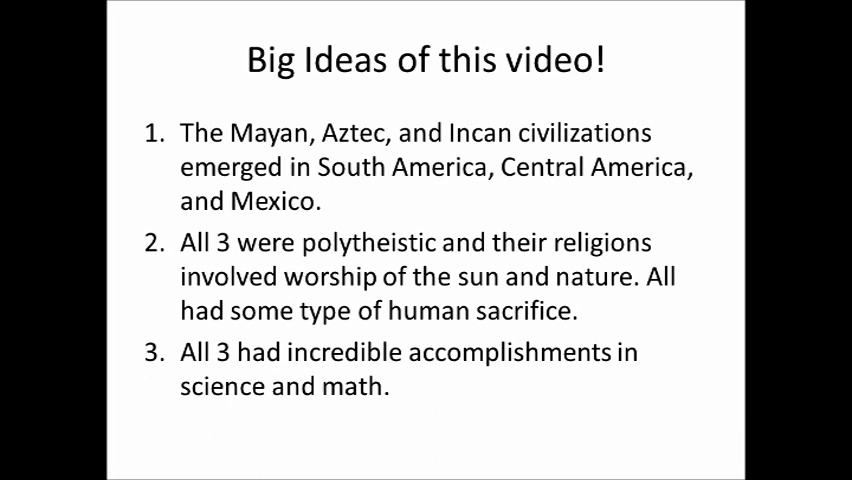 Big Ideas of this video!
1. The Mayan, Aztec, and Incan civilizations
emerged in South America, Central America,
and Mexico.
2. All 3 were polytheistic and their religions
involved worship of the sun and nature. All
had some type of human sacrifice.
3. All 3 had incredible accomplishments in
science and math.